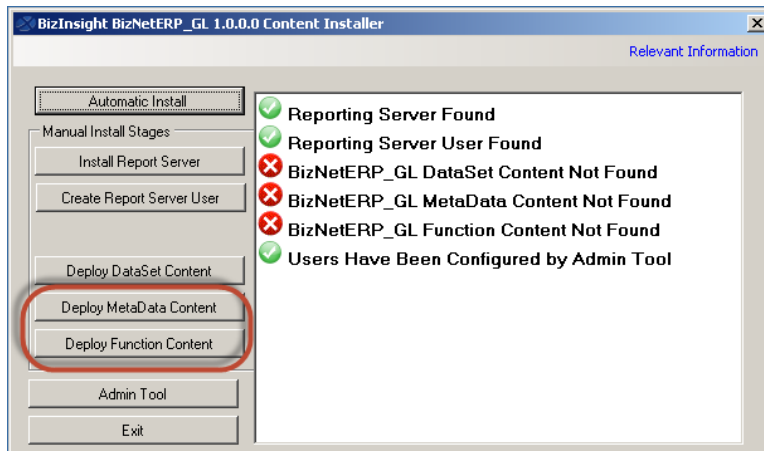 BizInsight BizNetERP_GL 1.0.0.0 Content Installer
Relevant Information
Automatic Install
Manual Install Stages
Install Report Server
Create Report Server User
Deploy DataSet Content
Deploy MetaData Content
Deploy Function Content
Admin Tool
Exit
Reporting Server Found
Reporting Server User Found
BizNetERP_GL DataSet Content Not Found
BizNetERP_GL MetaData Content Not Found
BizNetERP_GL Function Content Not Found
Users Have Been Configured by Admin Tool